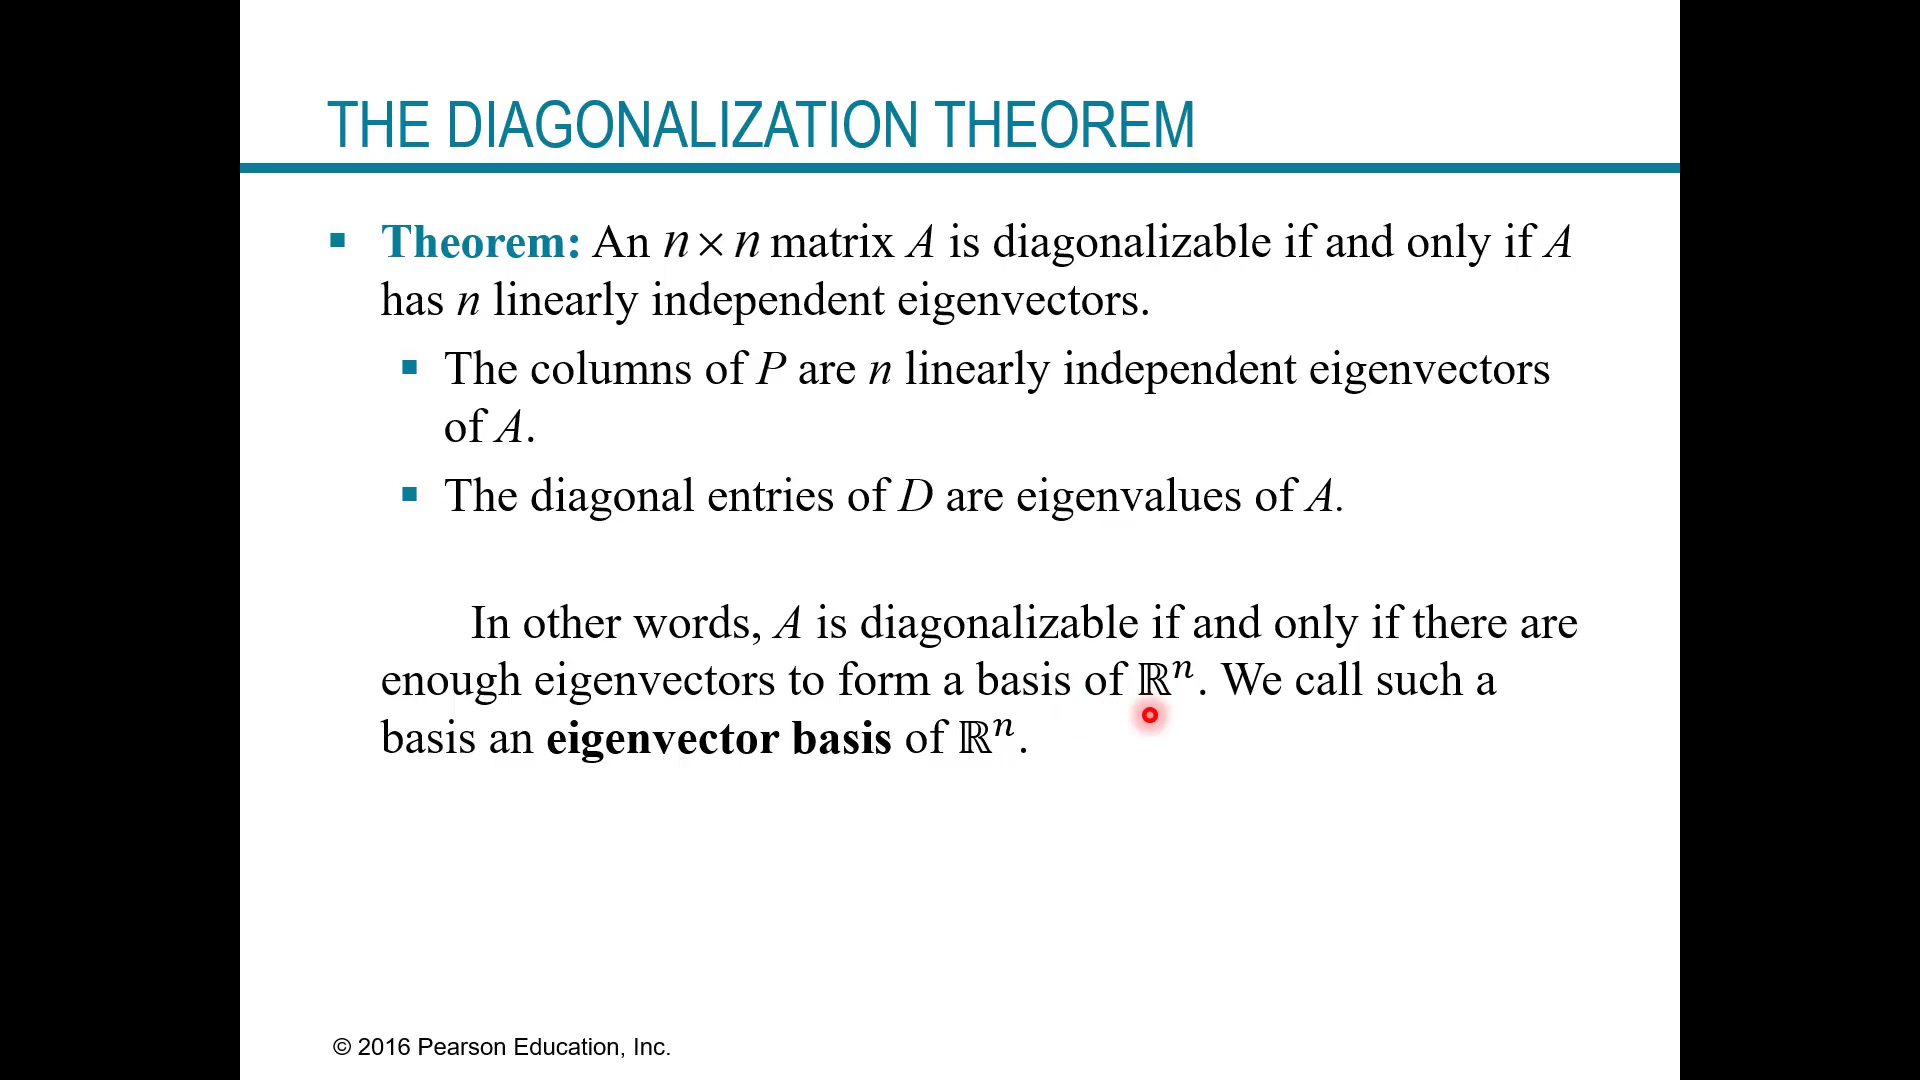 THE DIAGONALIZATION THEOREM
▪ Theorem: An n × n matrix A is diagonalizable if and only if A
has n linearly independent eigenvectors.
▪ The columns of P are n linearly independent eigenvectors
of A.
▪ The diagonal entries of D are eigenvalues of A.
In other words, A is diagonalizable if and only if there are
enough eigenvectors to form a basis of ℝⁿ. We call such a
basis an eigenvector basis of ℝⁿ.
© 2016 Pearson Education, Inc.